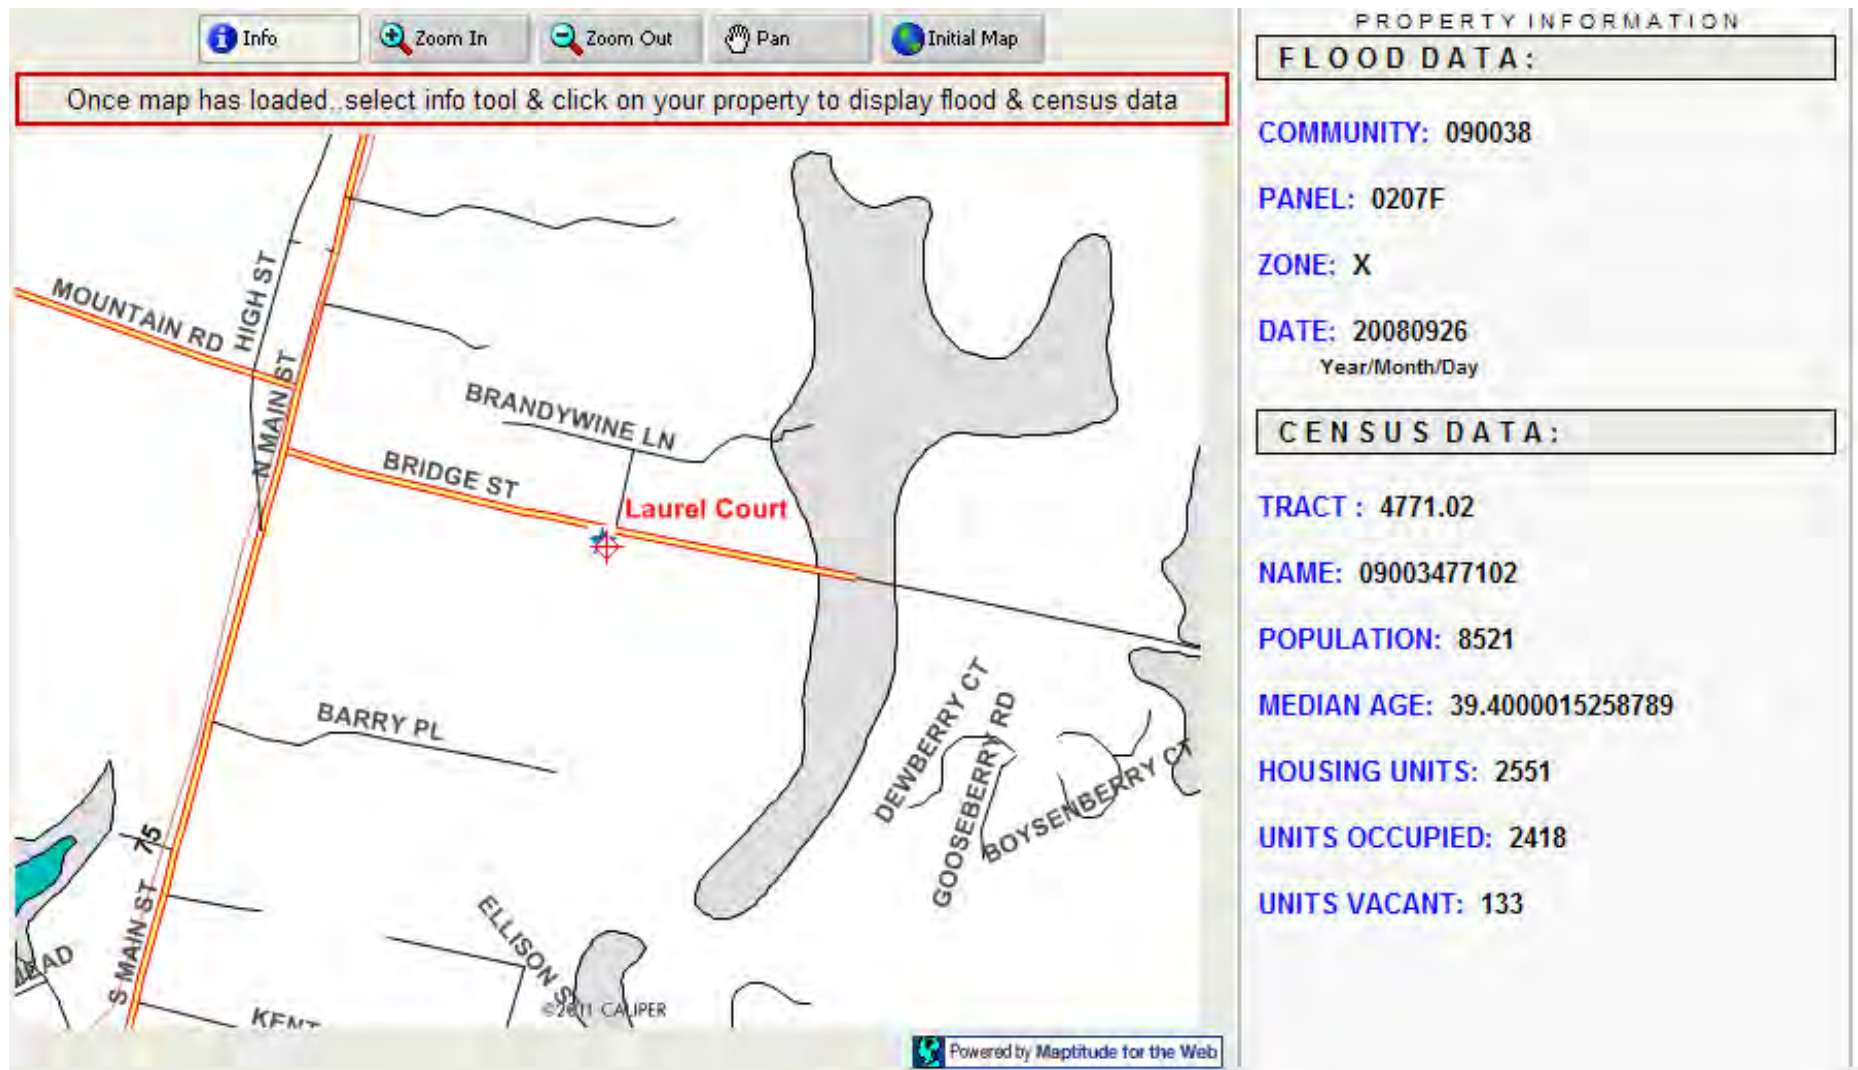 Info
Zoom In
Zoom Out
Pan
Initial Map
Once map has loaded..select info tool & click on your property to display flood & census data
MOUNTAIN RD
HIGH ST
N MAIN ST
BRANDYWINE LN
BRIDGE ST
Laurel Court
BARRY PL
DEWBERRY CT
GOOSEBERRY RD
BOYSENBERRY CT
75
S MAIN ST
EAD
ELLISON S
KENT
©2011 CALIPER
Powered by Maptitude for the Web
PROPERTY INFORMATION
FLOOD DATA:
COMMUNITY: 090038
PANEL: 0207F
ZONE: X
DATE: 20080926
Year/Month/Day
CENSUS DATA:
TRACT : 4771.02
NAME: 09003477102
POPULATION: 8521
MEDIAN AGE: 39.4000015258789
HOUSING UNITS: 2551
UNITS OCCUPIED: 2418
UNITS VACANT: 133